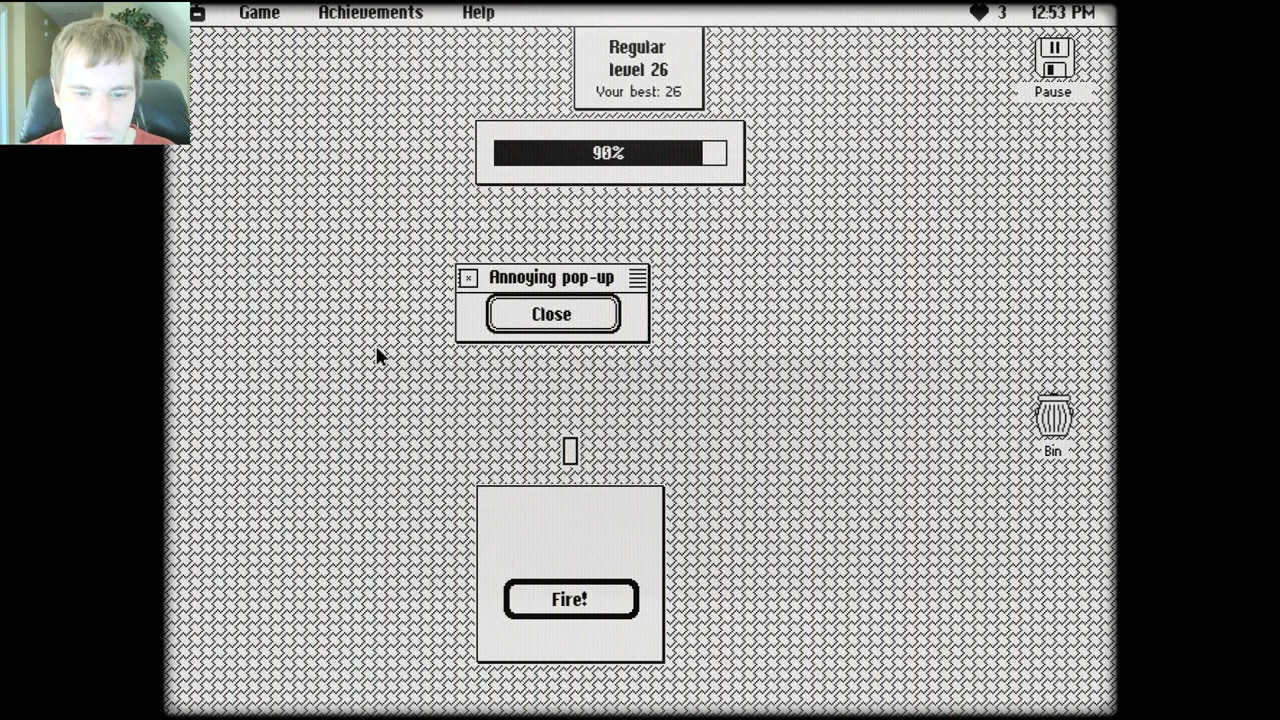 Game Achievements Help 3 12:53 PM
Regular
level 26
Your best: 26
Pause
90%
Annoying pop-up
Close
Bin
Fire!